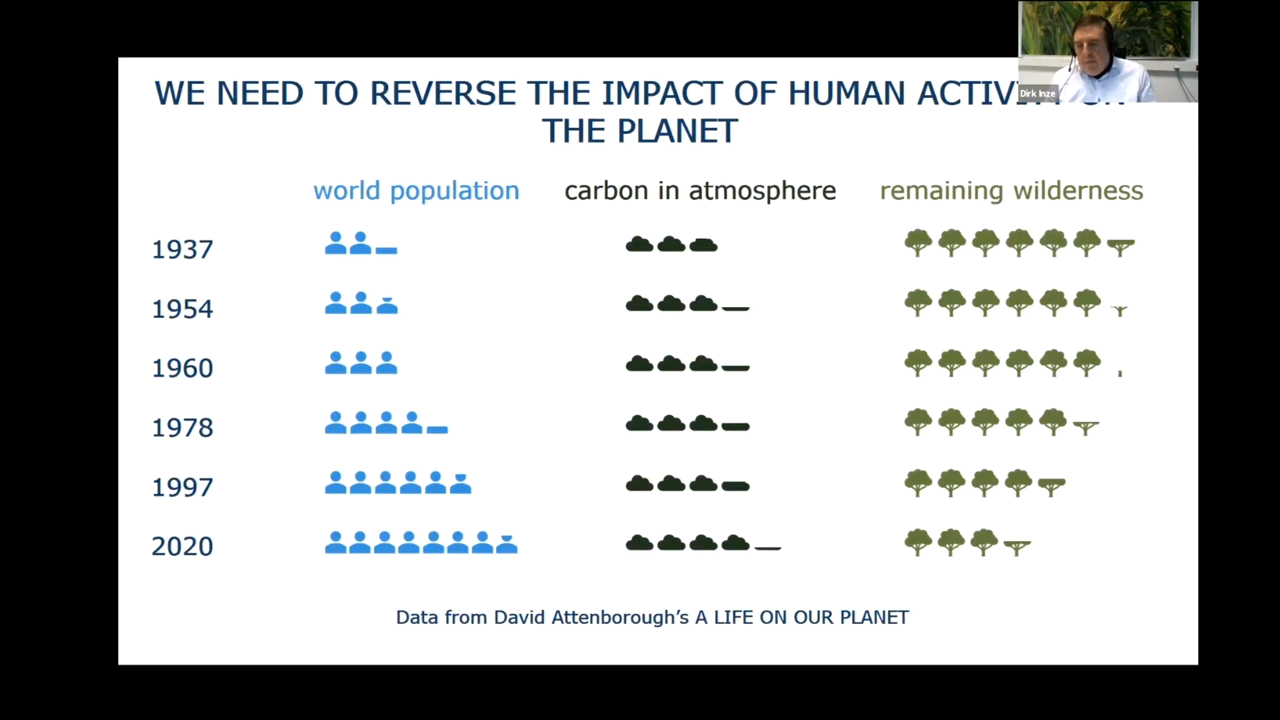 WE NEED TO REVERSE THE IMPACT OF HUMAN
THE PLANET
Dirk Inze
world population carbon in atmosphere remaining wilderness
1937
1954
1960
1978
1997
2020
Data from David Attenborough's A LIFE ON OUR PLANET